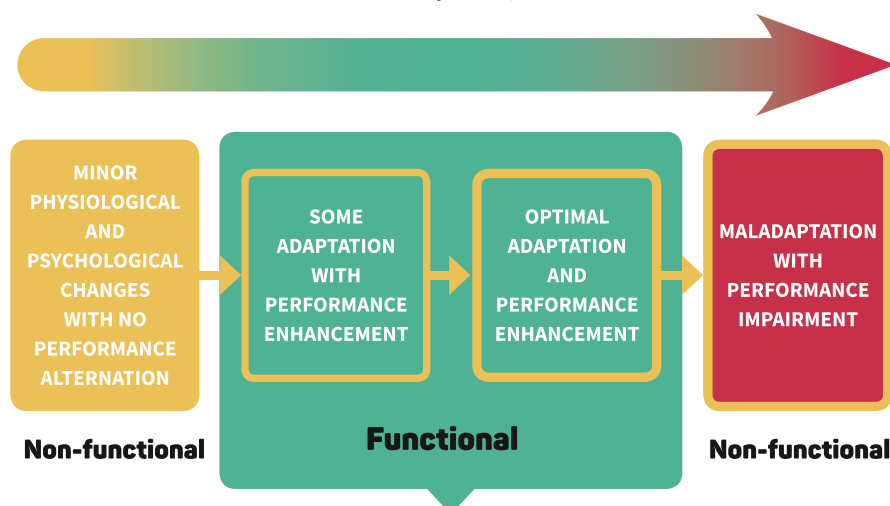 MINOR
PHYSIOLOGICAL
AND
PSYCHOLOGICAL
CHANGES
WITH NO
PERFORMANCE
ALTERNATION
SOME
ADAPTATION
WITH
PERFORMANCE
ENHANCEMENT
OPTIMAL
ADAPTATION
AND
PERFORMANCE
ENHANCEMENT
MALADAPTATION
WITH
PERFORMANCE
IMPAIRMENT
Non-functional
Functional
Non-functional